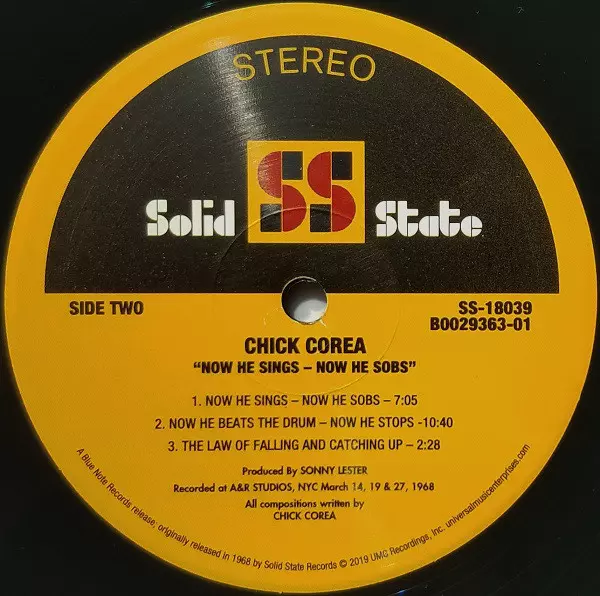 STEREO
Solid SS State
SIDE TWO
SS-18039
B0029363-01
CHICK COREA
“NOW HE SINGS – NOW HE SOBS”
1. NOW HE SINGS – NOW HE SOBS – 7:05
2. NOW HE BEATS THE DRUM – NOW HE STOPS -10:40
3. THE LAW OF FALLING AND CATCHING UP – 2:28
Produced By SONNY LESTER
Recorded at A&R STUDIOS, NYC March 14, 19 & 27, 1968
All compositions written by
CHICK COREA
A Blue Note Records release, originally released in 1968 by Solid State Records © 2019 UMG Recordings, Inc. universalmusicenterprises.com